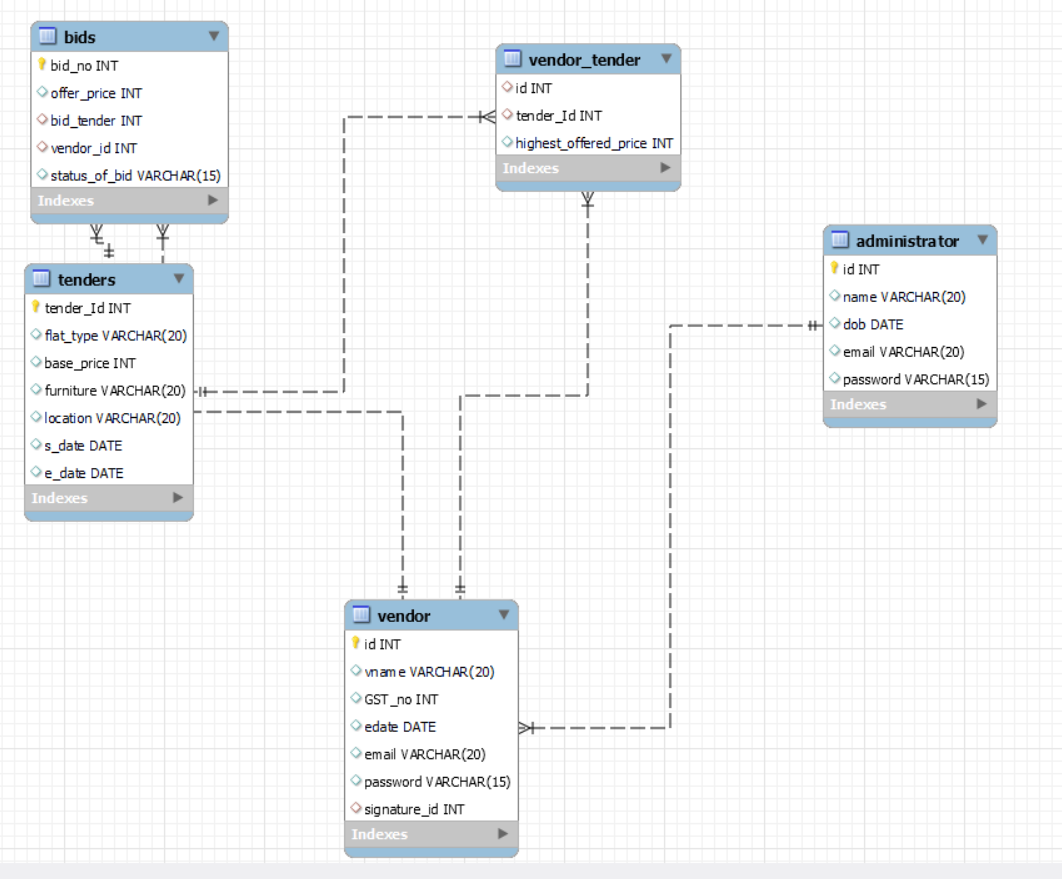 bids
bid_no INT
offer_price INT
bid_tender INT
vendor_id INT
status_of_bid VARCHAR(15)
Indexes
vendor_tender
id INT
tender_Id INT
highest_offered_price INT
Indexes
administrator
id INT
name VARCHAR(20)
dob DATE
email VARCHAR(20)
password VARCHAR(15)
Indexes
tenders
tender_Id INT
flat_type VARCHAR(20)
base_price INT
furniture VARCHAR(20)
location VARCHAR(20)
s_date DATE
e_date DATE
Indexes
vendor
id INT
vname VARCHAR(20)
GST_no INT
edate DATE
email VARCHAR(20)
password VARCHAR(15)
signature_id INT
Indexes